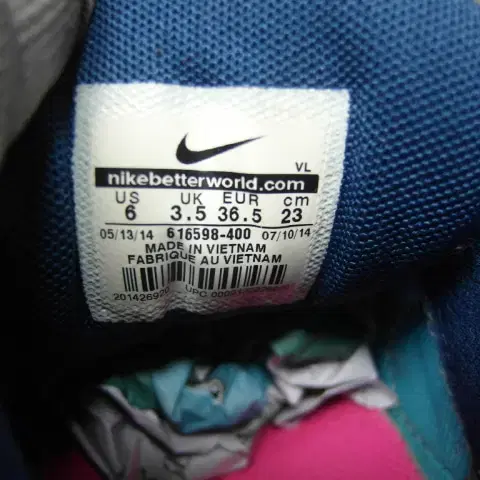 VL
nikebetterworld.com
US UK EUR cm
6 3.5 36.5 23
05/13/14 616598-400 07/10/14
MADE IN VIETNAM
FABRIQUE AU VIETNAM
UPC